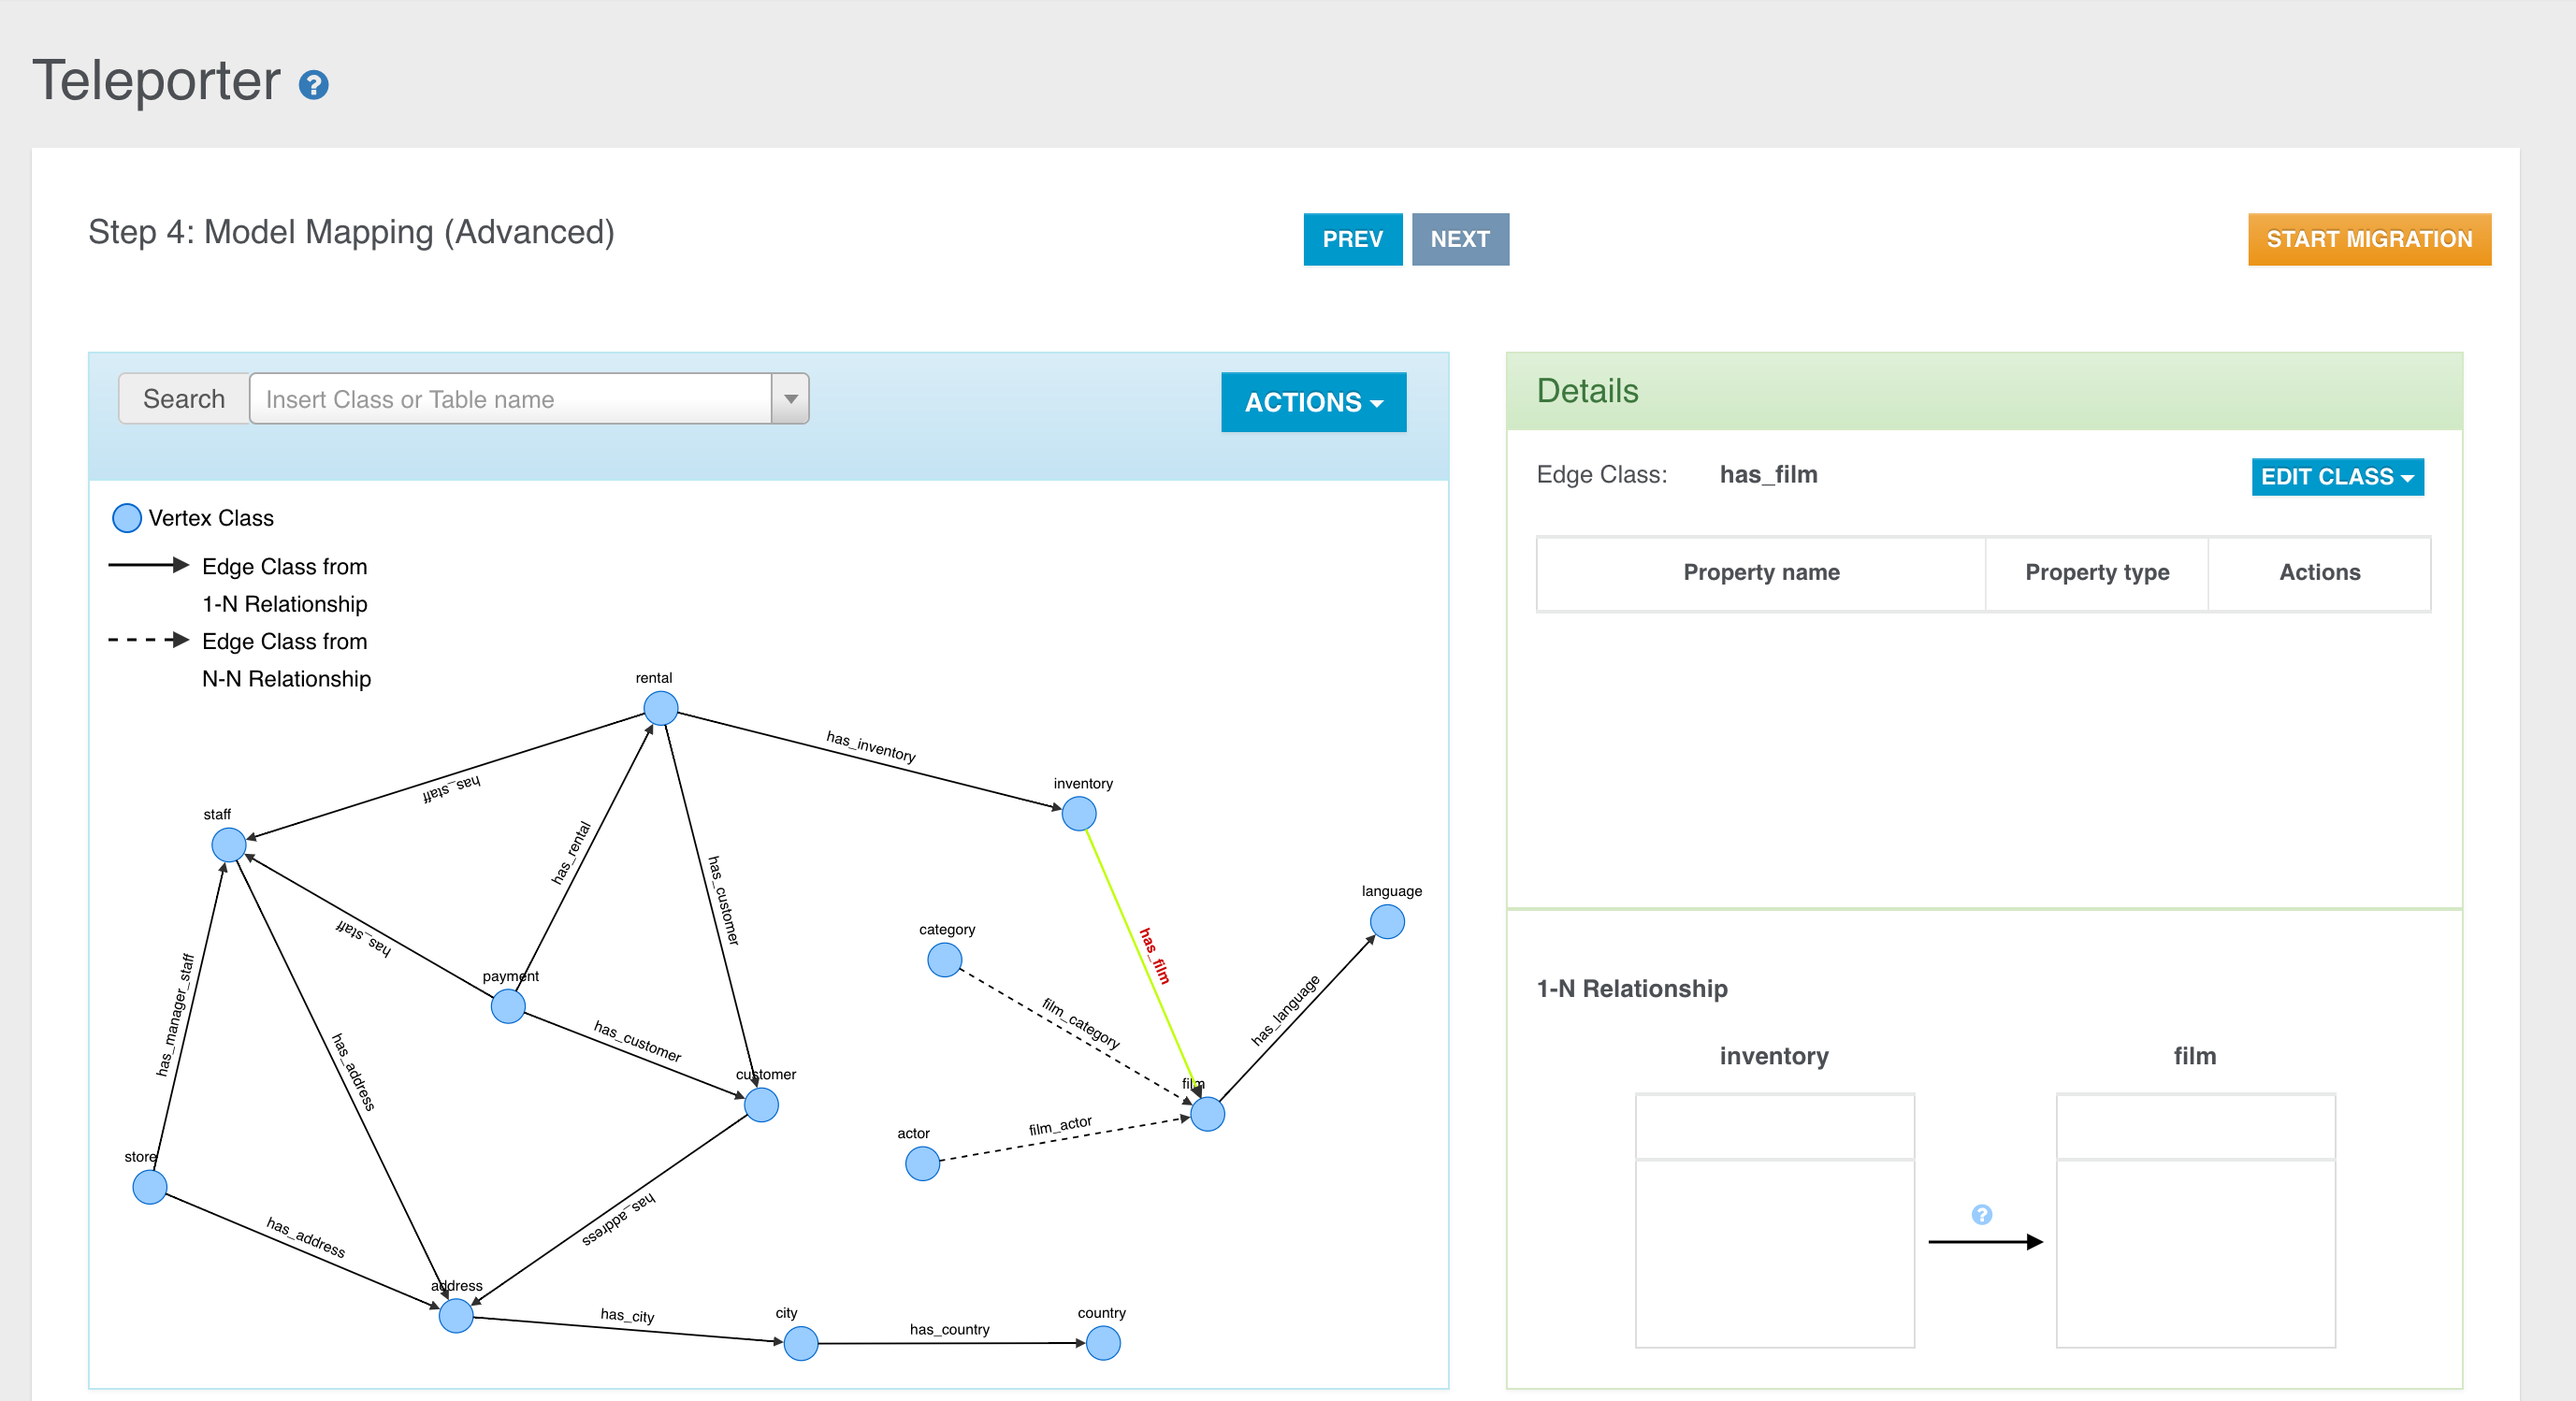 Teleporter ?
Step 4: Model Mapping (Advanced)
PREV
NEXT
START MIGRATION
Search
Insert Class or Table name
ACTIONS
Vertex Class
Edge Class from
1-N Relationship
Edge Class from
N-N Relationship
rental
has_inventory
has_staff
inventory
staff
has_rental
has_customer
language
category
has_staff
has_film
payment
has_manager_staff
has_language
film_category
has_customer
has_address
customer
film
film_actor
actor
store
has_address
has_address
address
has_city
city
has_country
country
Details
Edge Class: has_film
EDIT CLASS
Property name
Property type
Actions
1-N Relationship
inventory
film
?